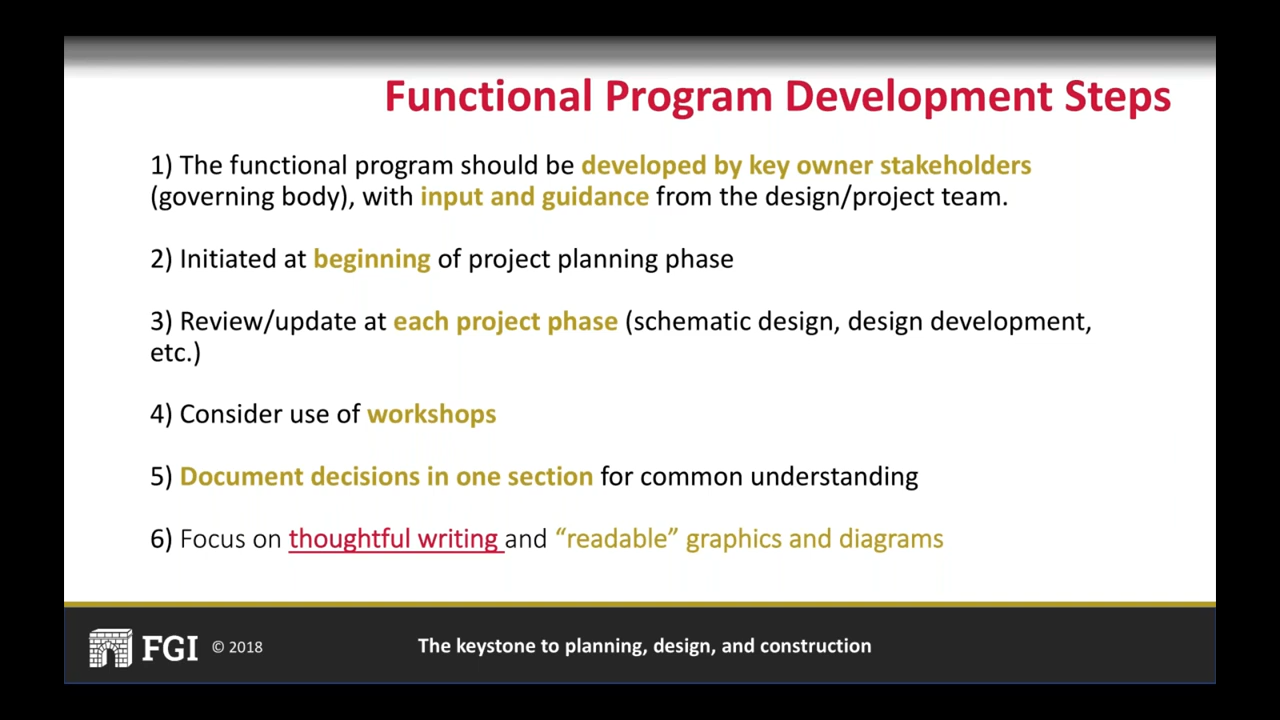 Functional Program Development Steps
1) The functional program should be developed by key owner stakeholders
(governing body), with input and guidance from the design/project team.
2) Initiated at beginning of project planning phase
3) Review/update at each project phase (schematic design, design development,
etc.)
4) Consider use of workshops
5) Document decisions in one section for common understanding
6) Focus on thoughtful writing and “readable” graphics and diagrams
FGI © 2018
The keystone to planning, design, and construction